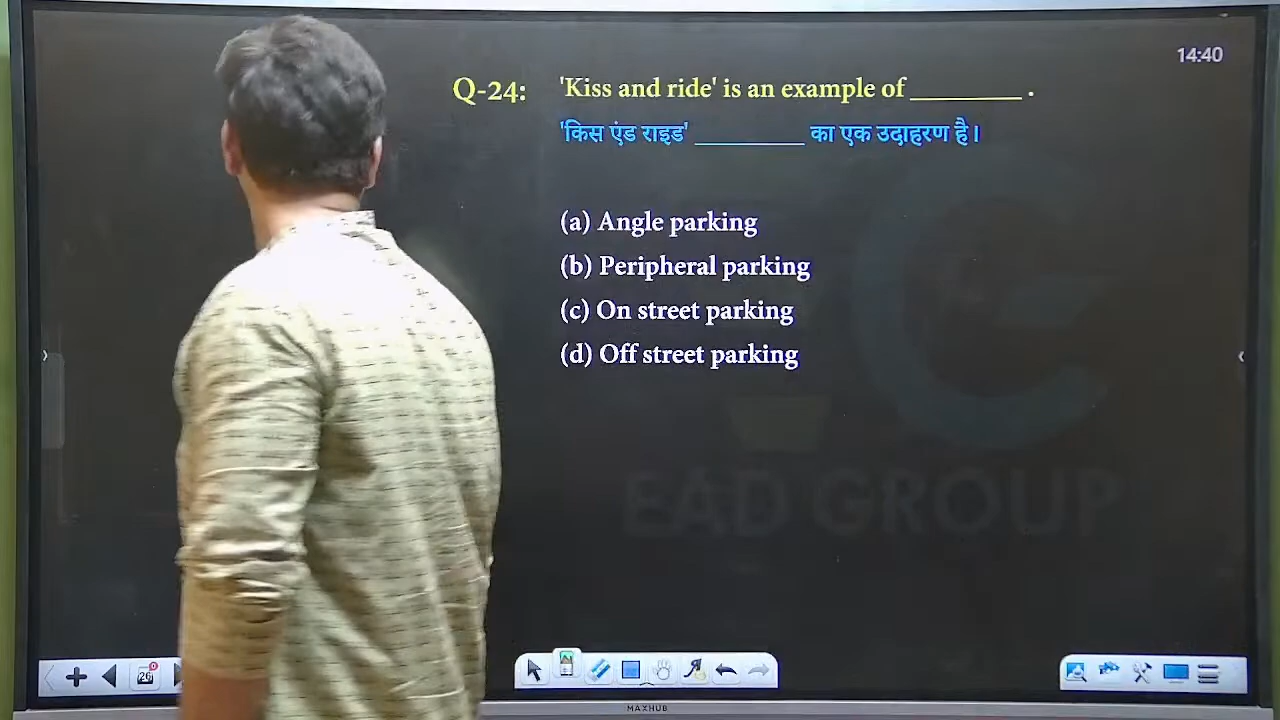 14:40
Q-24: 'Kiss and ride' is an example of ________ .
'किस एंड राइड' ________ का एक उदाहरण है।
(a) Angle parking
(b) Peripheral parking
(c) On street parking
(d) Off street parking
EAD GROUP
26
MAXHUB